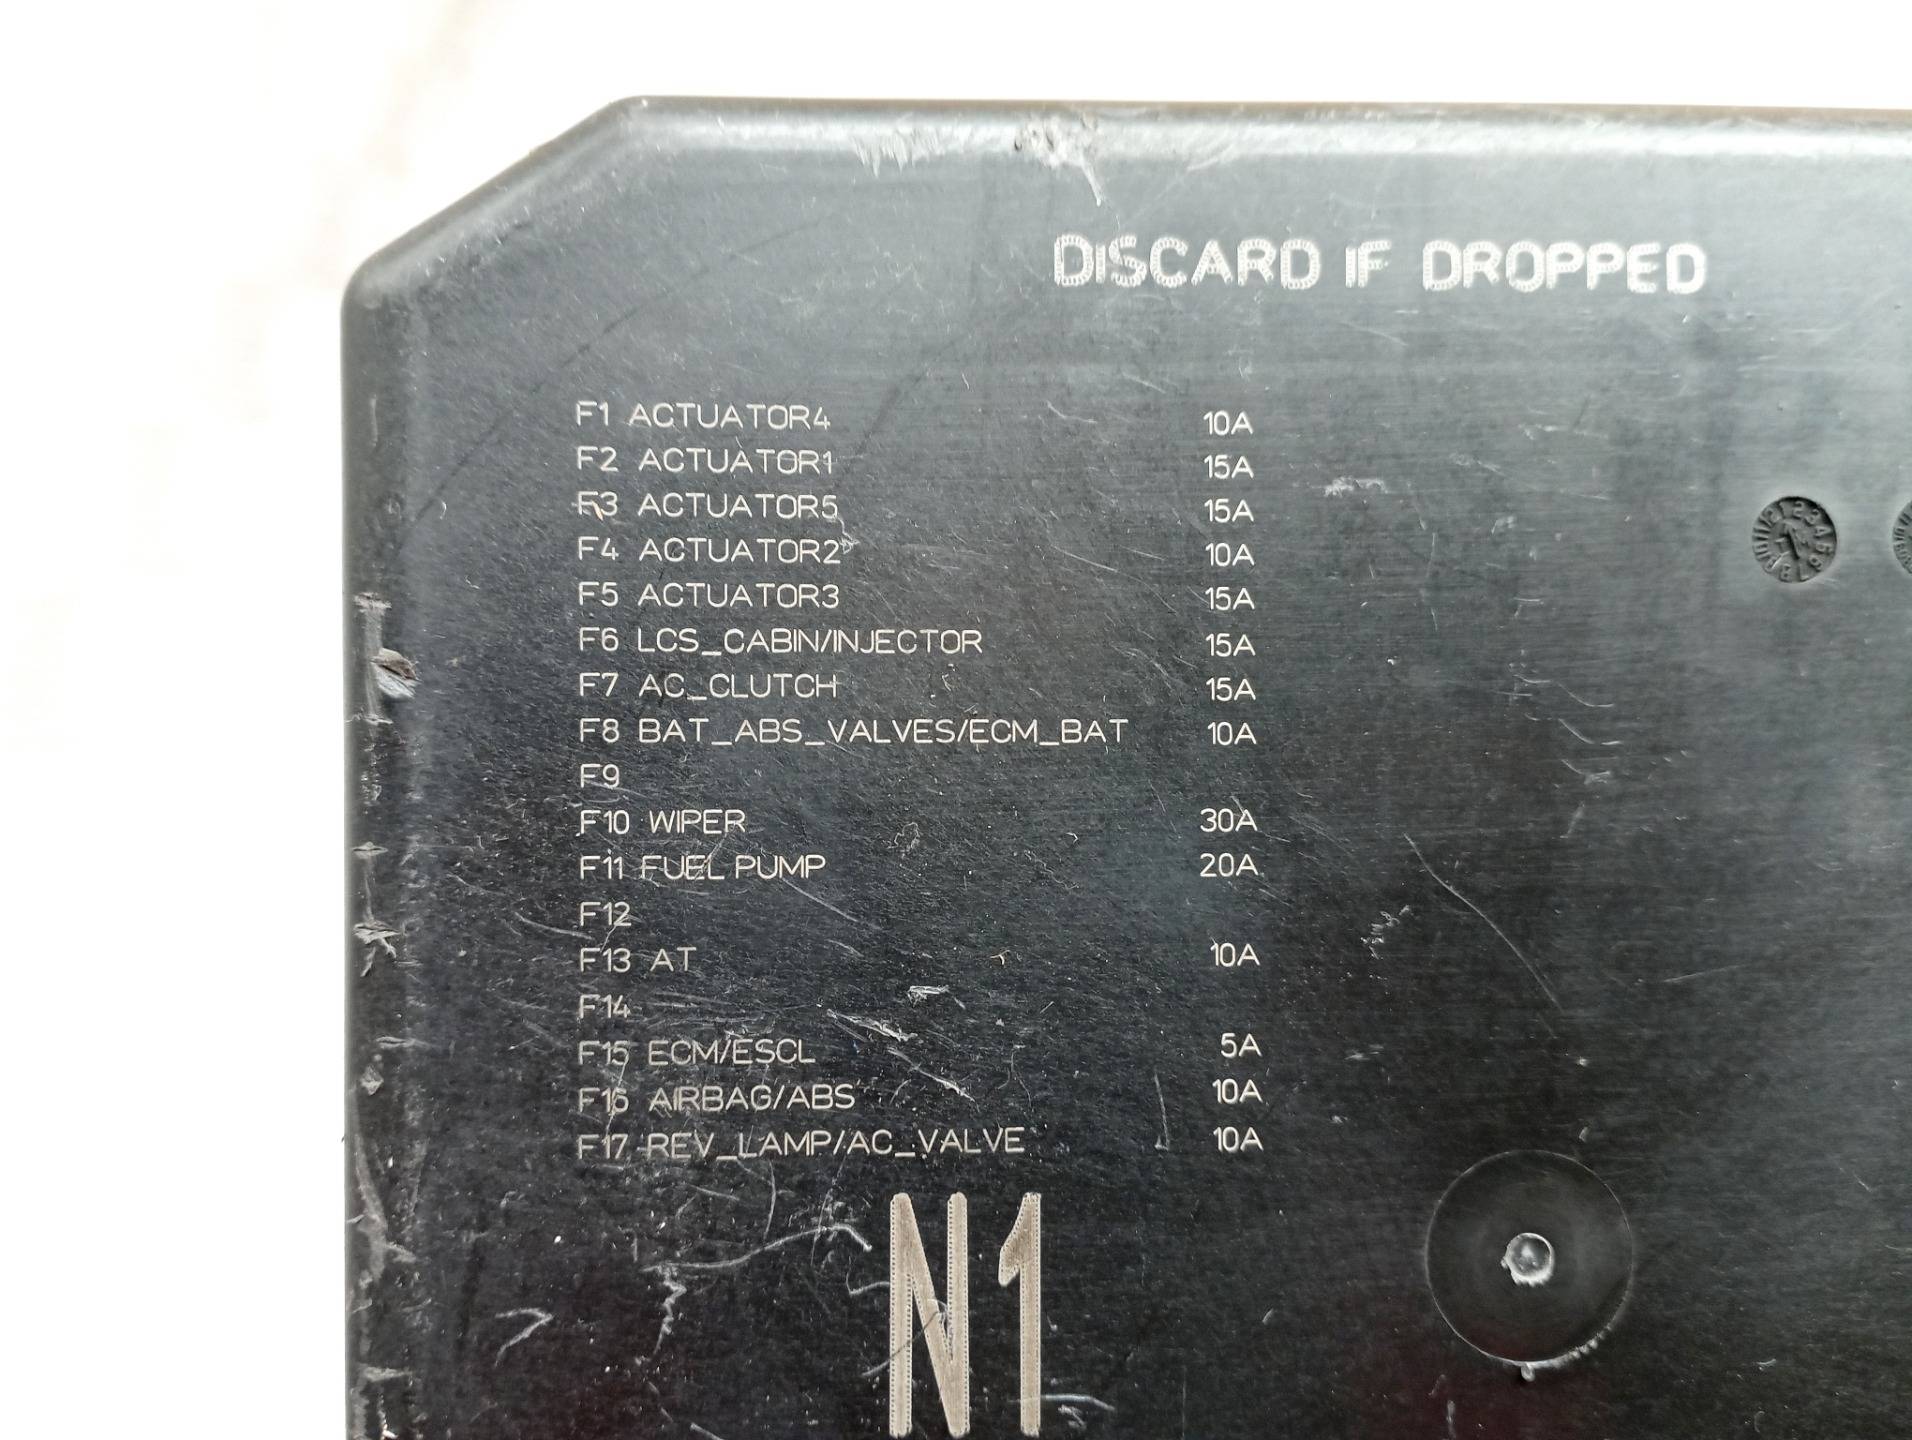 DISCARD IF DROPPED
F1 ACTUATOR4 10A
F2 ACTUATOR1 15A
F3 ACTUATOR5 15A
F4 ACTUATOR2 10A
F5 ACTUATOR3 15A
F6 LCS_CABIN/INJECTOR 15A
F7 AC_CLUTCH 15A
F8 BAT_ABS_VALVES/ECM_BAT 10A
F9
F10 WIPER 30A
F11 FUEL PUMP 20A
F12
F13 AT 10A
F14
F15 ECM/ESCL 5A
F16 AIRBAG/ABS 10A
F17 REV_LAMP/AC_VALVE 10A
N1